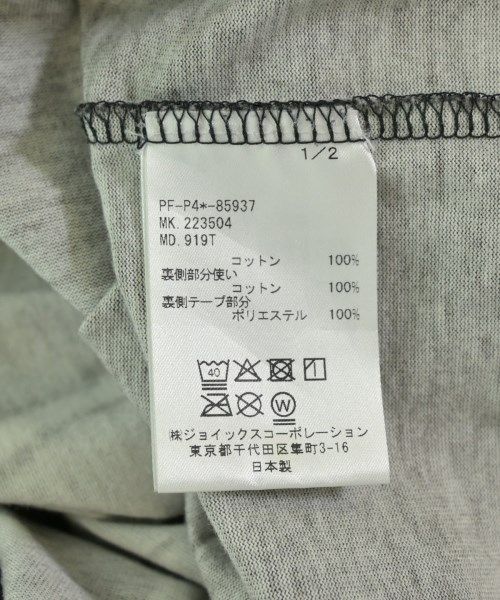 1/2
PF-P4*-85937
MK. 223504
MD. 919T
コットン 100%
裏側部分使い
コットン 100%
裏側テープ部分
ポリエステル 100%
40
W
㈱ジョイックスコーポレーション
東京都千代田区隼町3-16
日本製